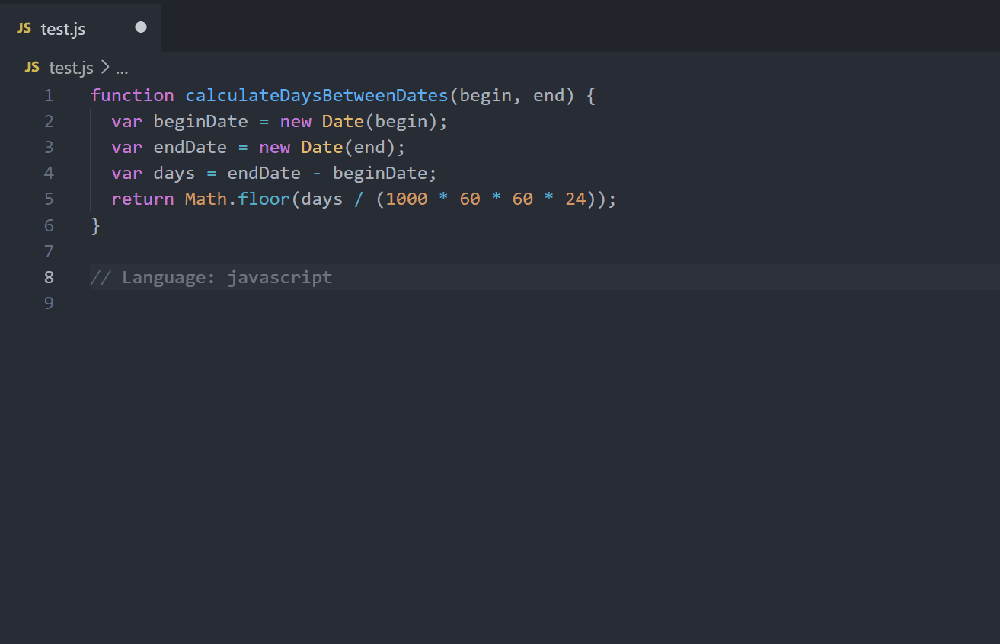 JS test.js
JS test.js > ...
1 function calculateDaysBetweenDates(begin, end) {
2   var beginDate = new Date(begin);
3   var endDate = new Date(end);
4   var days = endDate - beginDate;
5   return Math.floor(days / (1000 * 60 * 60 * 24));
6 }
7
8 // Language: javascript
9